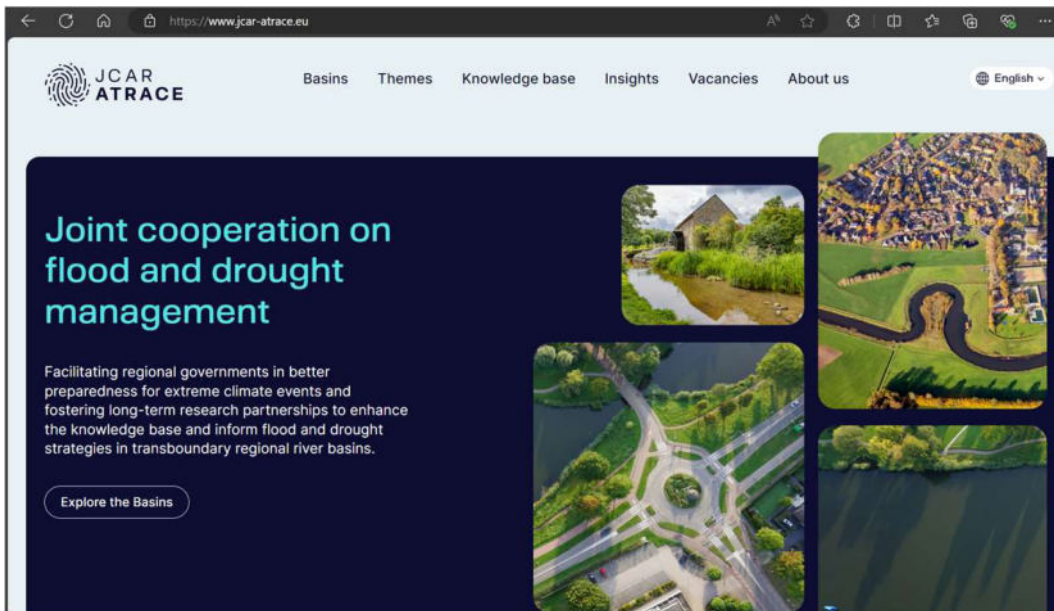 https://www.jcar-atrace.eu
JCAR
ATRACE
Basins Themes Knowledge base Insights Vacancies About us
English
Joint cooperation on
flood and drought
management
Facilitating regional governments in better
preparedness for extreme climate events and
fostering long-term research partnerships to enhance
the knowledge base and inform flood and drought
strategies in transboundary regional river basins.
Explore the Basins